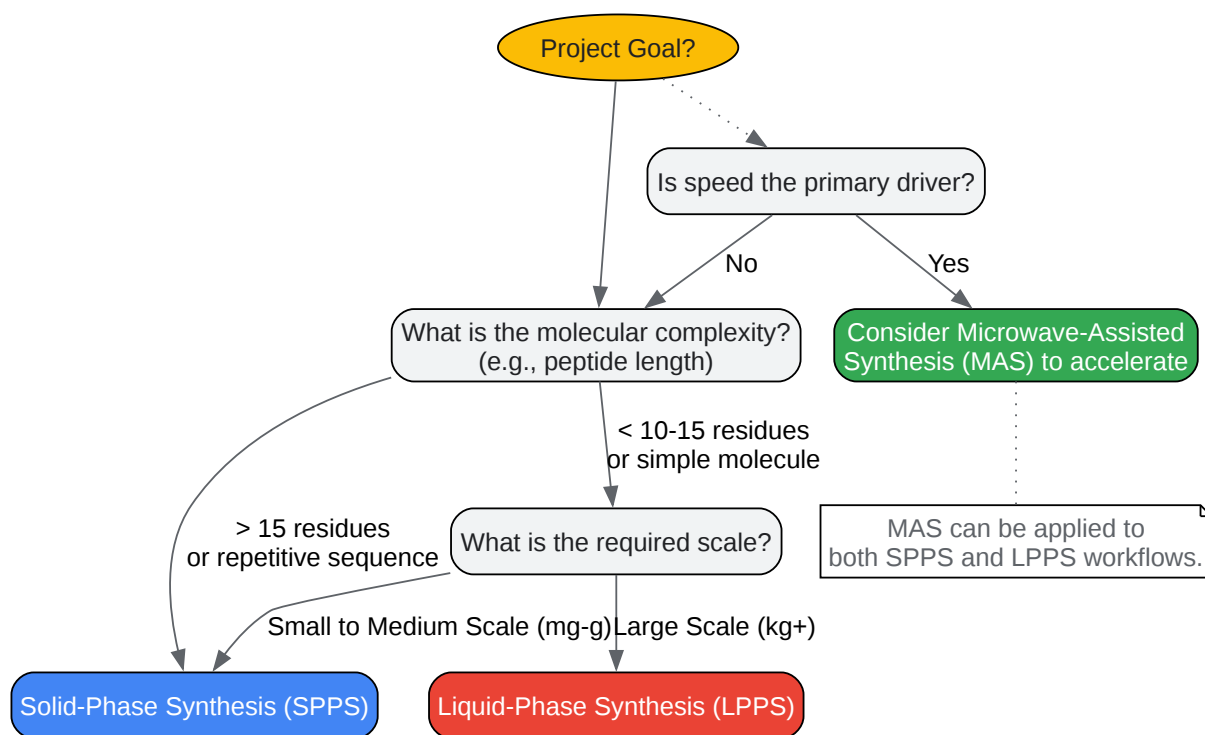 Project Goal?
Is speed the primary driver?
No
Yes
What is the molecular complexity?
(e.g., peptide length)
Consider Microwave-Assisted
Synthesis (MAS) to accelerate
< 10-15 residues
or simple molecule
> 15 residues
or repetitive sequence
What is the required scale?
MAS can be applied to
both SPPS and LPPS workflows.
Small to Medium Scale (mg-g)
Large Scale (kg+)
Solid-Phase Synthesis (SPPS)
Liquid-Phase Synthesis (LPPS)